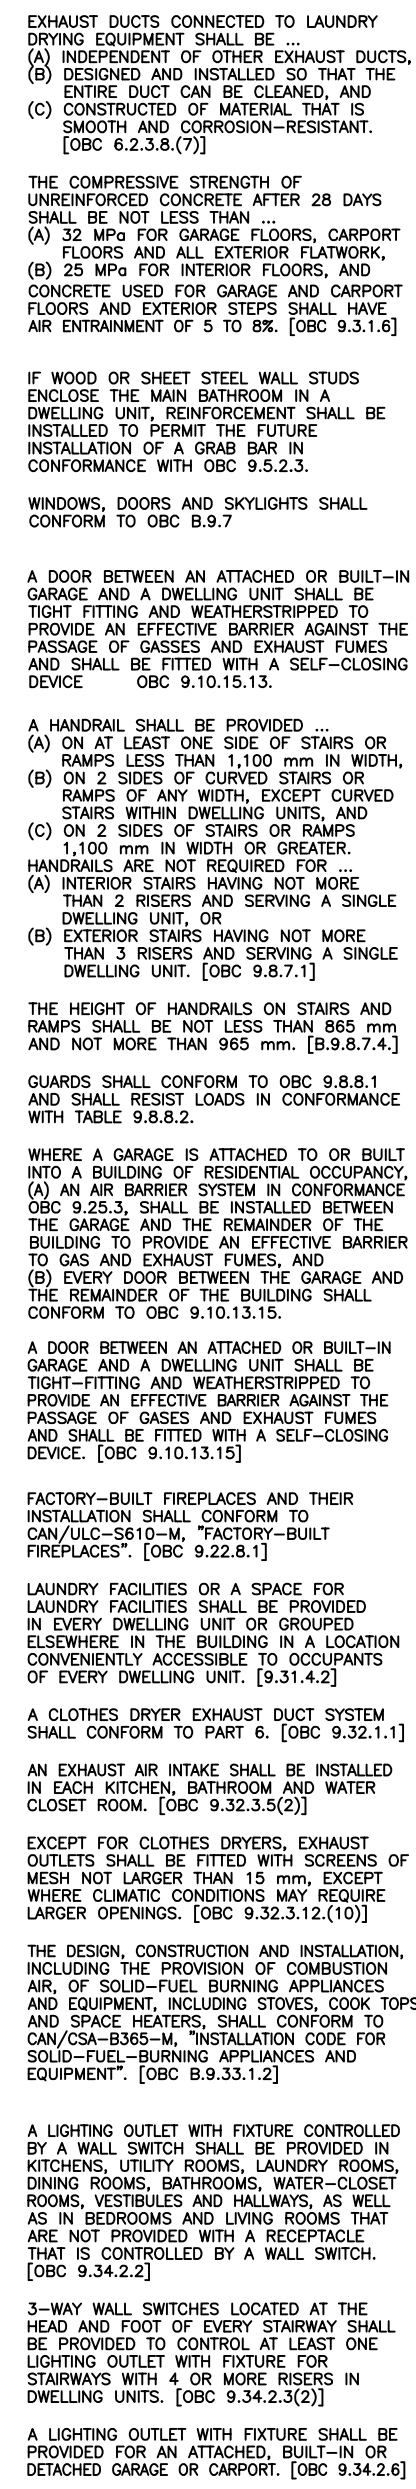 EXHAUST DUCTS CONNECTED TO LAUNDRY
DRYING EQUIPMENT SHALL BE ...
(A) INDEPENDENT OF OTHER EXHAUST DUCTS,
(B) DESIGNED AND INSTALLED SO THAT THE
ENTIRE DUCT CAN BE CLEANED, AND
(C) CONSTRUCTED OF MATERIAL THAT IS
SMOOTH AND CORROSION-RESISTANT.
[OBC 6.2.3.8.(7)]
THE COMPRESSIVE STRENGTH OF
UNREINFORCED CONCRETE AFTER 28 DAYS
SHALL BE NOT LESS THAN ...
(A) 32 MPa FOR GARAGE FLOORS, CARPORT
FLOORS AND ALL EXTERIOR FLATWORK,
(B) 25 MPa FOR INTERIOR FLOORS, AND
CONCRETE USED FOR GARAGE AND CARPORT
FLOORS AND EXTERIOR STEPS SHALL HAVE
AIR ENTRAINMENT OF 5 TO 8%. [OBC 9.3.1.6]
IF WOOD OR SHEET STEEL WALL STUDS
ENCLOSE THE MAIN BATHROOM IN A
DWELLING UNIT, REINFORCEMENT SHALL BE
INSTALLED TO PERMIT THE FUTURE
INSTALLATION OF A GRAB BAR IN
CONFORMANCE WITH OBC 9.5.2.3.
WINDOWS, DOORS AND SKYLIGHTS SHALL
CONFORM TO OBC B.9.7
A DOOR BETWEEN AN ATTACHED OR BUILT-IN
GARAGE AND A DWELLING UNIT SHALL BE
TIGHT FITTING AND WEATHERSTRIPPED TO
PROVIDE AN EFFECTIVE BARRIER AGAINST THE
PASSAGE OF GASSES AND EXHAUST FUMES
AND SHALL BE FITTED WITH A SELF-CLOSING
DEVICE OBC 9.10.15.13.
A HANDRAIL SHALL BE PROVIDED ...
(A) ON AT LEAST ONE SIDE OF STAIRS OR
RAMPS LESS THAN 1,100 mm IN WIDTH,
(B) ON 2 SIDES OF CURVED STAIRS OR
RAMPS OF ANY WIDTH, EXCEPT CURVED
STAIRS WITHIN DWELLING UNITS, AND
(C) ON 2 SIDES OF STAIRS OR RAMPS
1,100 mm IN WIDTH OR GREATER.
HANDRAILS ARE NOT REQUIRED FOR ...
(A) INTERIOR STAIRS HAVING NOT MORE
THAN 2 RISERS AND SERVING A SINGLE
DWELLING UNIT, OR
(B) EXTERIOR STAIRS HAVING NOT MORE
THAN 3 RISERS AND SERVING A SINGLE
DWELLING UNIT. [OBC 9.8.7.1]
THE HEIGHT OF HANDRAILS ON STAIRS AND
RAMPS SHALL BE NOT LESS THAN 865 mm
AND NOT MORE THAN 965 mm. [B.9.8.7.4.]
GUARDS SHALL CONFORM TO OBC 9.8.8.1
AND SHALL RESIST LOADS IN CONFORMANCE
WITH TABLE 9.8.8.2.
WHERE A GARAGE IS ATTACHED TO OR BUILT
INTO A BUILDING OF RESIDENTIAL OCCUPANCY,
(A) AN AIR BARRIER SYSTEM IN CONFORMANCE
OBC 9.25.3, SHALL BE INSTALLED BETWEEN
THE GARAGE AND THE REMAINDER OF THE
BUILDING TO PROVIDE AN EFFECTIVE BARRIER
TO GAS AND EXHAUST FUMES, AND
(B) EVERY DOOR BETWEEN THE GARAGE AND
THE REMAINDER OF THE BUILDING SHALL
CONFORM TO OBC 9.10.13.15.
A DOOR BETWEEN AN ATTACHED OR BUILT-IN
GARAGE AND A DWELLING UNIT SHALL BE
TIGHT-FITTING AND WEATHERSTRIPPED TO
PROVIDE AN EFFECTIVE BARRIER AGAINST THE
PASSAGE OF GASES AND EXHAUST FUMES
AND SHALL BE FITTED WITH A SELF-CLOSING
DEVICE. [OBC 9.10.13.15]
FACTORY-BUILT FIREPLACES AND THEIR
INSTALLATION SHALL CONFORM TO
CAN/ULC-S610-M, "FACTORY-BUILT
FIREPLACES". [OBC 9.22.8.1]
LAUNDRY FACILITIES OR A SPACE FOR
LAUNDRY FACILITIES SHALL BE PROVIDED
IN EVERY DWELLING UNIT OR GROUPED
ELSEWHERE IN THE BUILDING IN A LOCATION
CONVENIENTLY ACCESSIBLE TO OCCUPANTS
OF EVERY DWELLING UNIT. [9.31.4.2]
A CLOTHES DRYER EXHAUST DUCT SYSTEM
SHALL CONFORM TO PART 6. [OBC 9.32.1.1]
AN EXHAUST AIR INTAKE SHALL BE INSTALLED
IN EACH KITCHEN, BATHROOM AND WATER
CLOSET ROOM. [OBC 9.32.3.5(2)]
EXCEPT FOR CLOTHES DRYERS, EXHAUST
OUTLETS SHALL BE FITTED WITH SCREENS OF
MESH NOT LARGER THAN 15 mm, EXCEPT
WHERE CLIMATIC CONDITIONS MAY REQUIRE
LARGER OPENINGS. [OBC 9.32.3.12.(10)]
THE DESIGN, CONSTRUCTION AND INSTALLATION,
INCLUDING THE PROVISION OF COMBUSTION
AIR, OF SOLID-FUEL BURNING APPLIANCES
AND EQUIPMENT, INCLUDING STOVES, COOK TOPS
AND SPACE HEATERS, SHALL CONFORM TO
CAN/CSA-B365-M, "INSTALLATION CODE FOR
SOLID-FUEL-BURNING APPLIANCES AND
EQUIPMENT". [OBC B.9.33.1.2]
A LIGHTING OUTLET WITH FIXTURE CONTROLLED
BY A WALL SWITCH SHALL BE PROVIDED IN
KITCHENS, UTILITY ROOMS, LAUNDRY ROOMS,
DINING ROOMS, BATHROOMS, WATER-CLOSET
ROOMS, VESTIBULES AND HALLWAYS, AS WELL
AS IN BEDROOMS AND LIVING ROOMS THAT
ARE NOT PROVIDED WITH A RECEPTACLE
THAT IS CONTROLLED BY A WALL SWITCH.
[OBC 9.34.2.2]
3-WAY WALL SWITCHES LOCATED AT THE
HEAD AND FOOT OF EVERY STAIRWAY SHALL
BE PROVIDED TO CONTROL AT LEAST ONE
LIGHTING OUTLET WITH FIXTURE FOR
STAIRWAYS WITH 4 OR MORE RISERS IN
DWELLING UNITS. [OBC 9.34.2.3(2)]
A LIGHTING OUTLET WITH FIXTURE SHALL BE
PROVIDED FOR AN ATTACHED, BUILT-IN OR
DETACHED GARAGE OR CARPORT. [OBC 9.34.2.6]